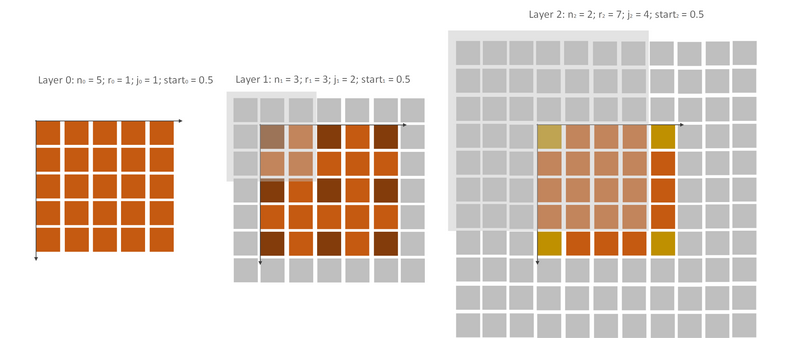 Layer 2: n₂ = 2; r₂ = 7; j₂ = 4; start₂ = 0.5
Layer 0: n₀ = 5; r₀ = 1; j₀ = 1; start₀ = 0.5
Layer 1: n₁ = 3; r₁ = 3; j₁ = 2; start₁ = 0.5